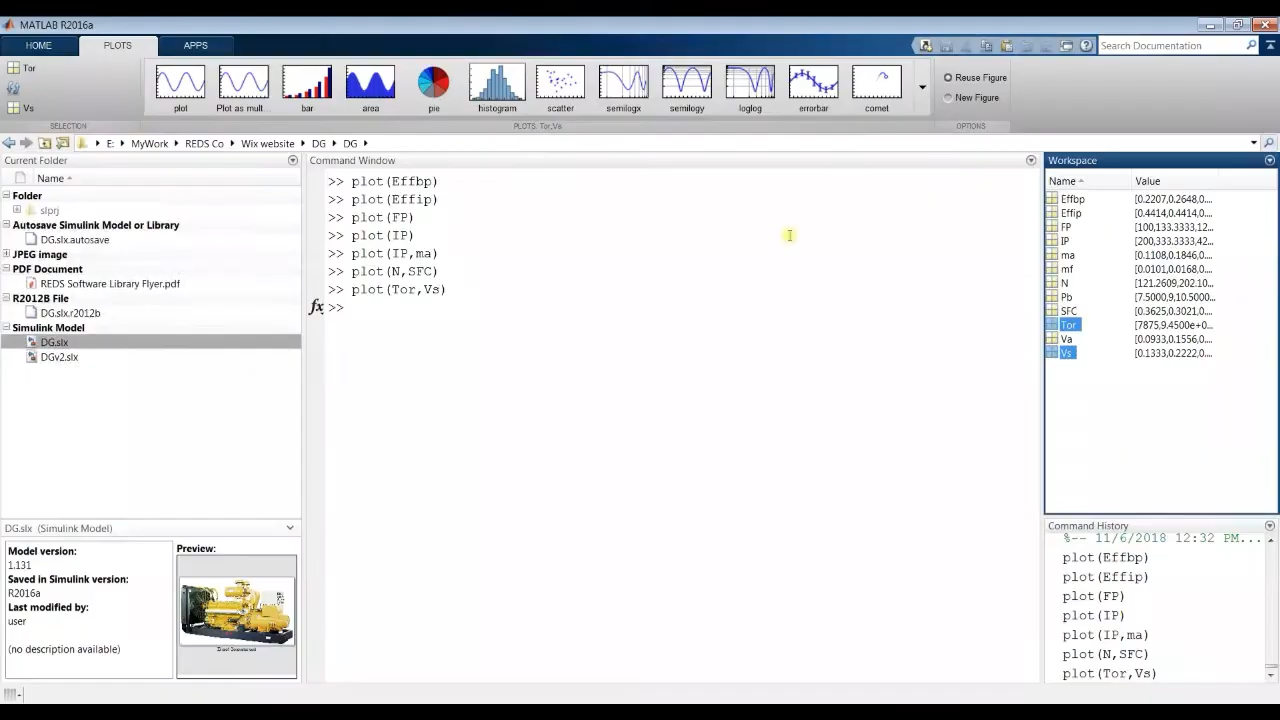 MATLAB R2016a
HOME
PLOTS
APPS
Search Documentation
Tor
Vs
plot
Plot as mult...
bar
area
pie
histogram
scatter
semilogx
semilogy
loglog
errorbar
comet
Reuse Figure
New Figure
SELECTION
PLOTS: Tor,Vs
OPTIONS
E: MyWork REDS Co Wix website DG DG
Current Folder
Name
Folder
slprj
Autosave Simulink Model or Library
DG.slx.autosave
JPEG image
PDF Document
REDS Software Library Flyer.pdf
R2012B File
DG.slx.r2012b
Simulink Model
DG.slx
DGv2.slx
DG.slx (Simulink Model)
Model version:
1.131
Saved in Simulink version:
R2016a
Last modified by:
user
(no description available)
Preview:
Command Window
>> plot(Effbp)
>> plot(Effip)
>> plot(FP)
>> plot(IP)
>> plot(IP,ma)
>> plot(N,SFC)
>> plot(Tor,Vs)
fx >>
Workspace
Name Value
Effbp [0.2207,0.2648,0....
Effip [0.4414,0.4414,0....
FP [100,133.3333,12...
IP [200,333.3333,42...
ma [0.1108,0.1846,0....
mf [0.0101,0.0168,0....
N [121.2609,202.10...
Pb [7.5000,9,10.5000...
SFC [0.3625,0.3021,0....
Tor [7875,9.4500e+0...
Va [0.0933,0.1556,0....
Vs [0.1333,0.2222,0....
Command History
%-- 11/6/2018 12:32 PM...
plot(Effbp)
plot(Effip)
plot(FP)
plot(IP)
plot(IP,ma)
plot(N,SFC)
plot(Tor,Vs)